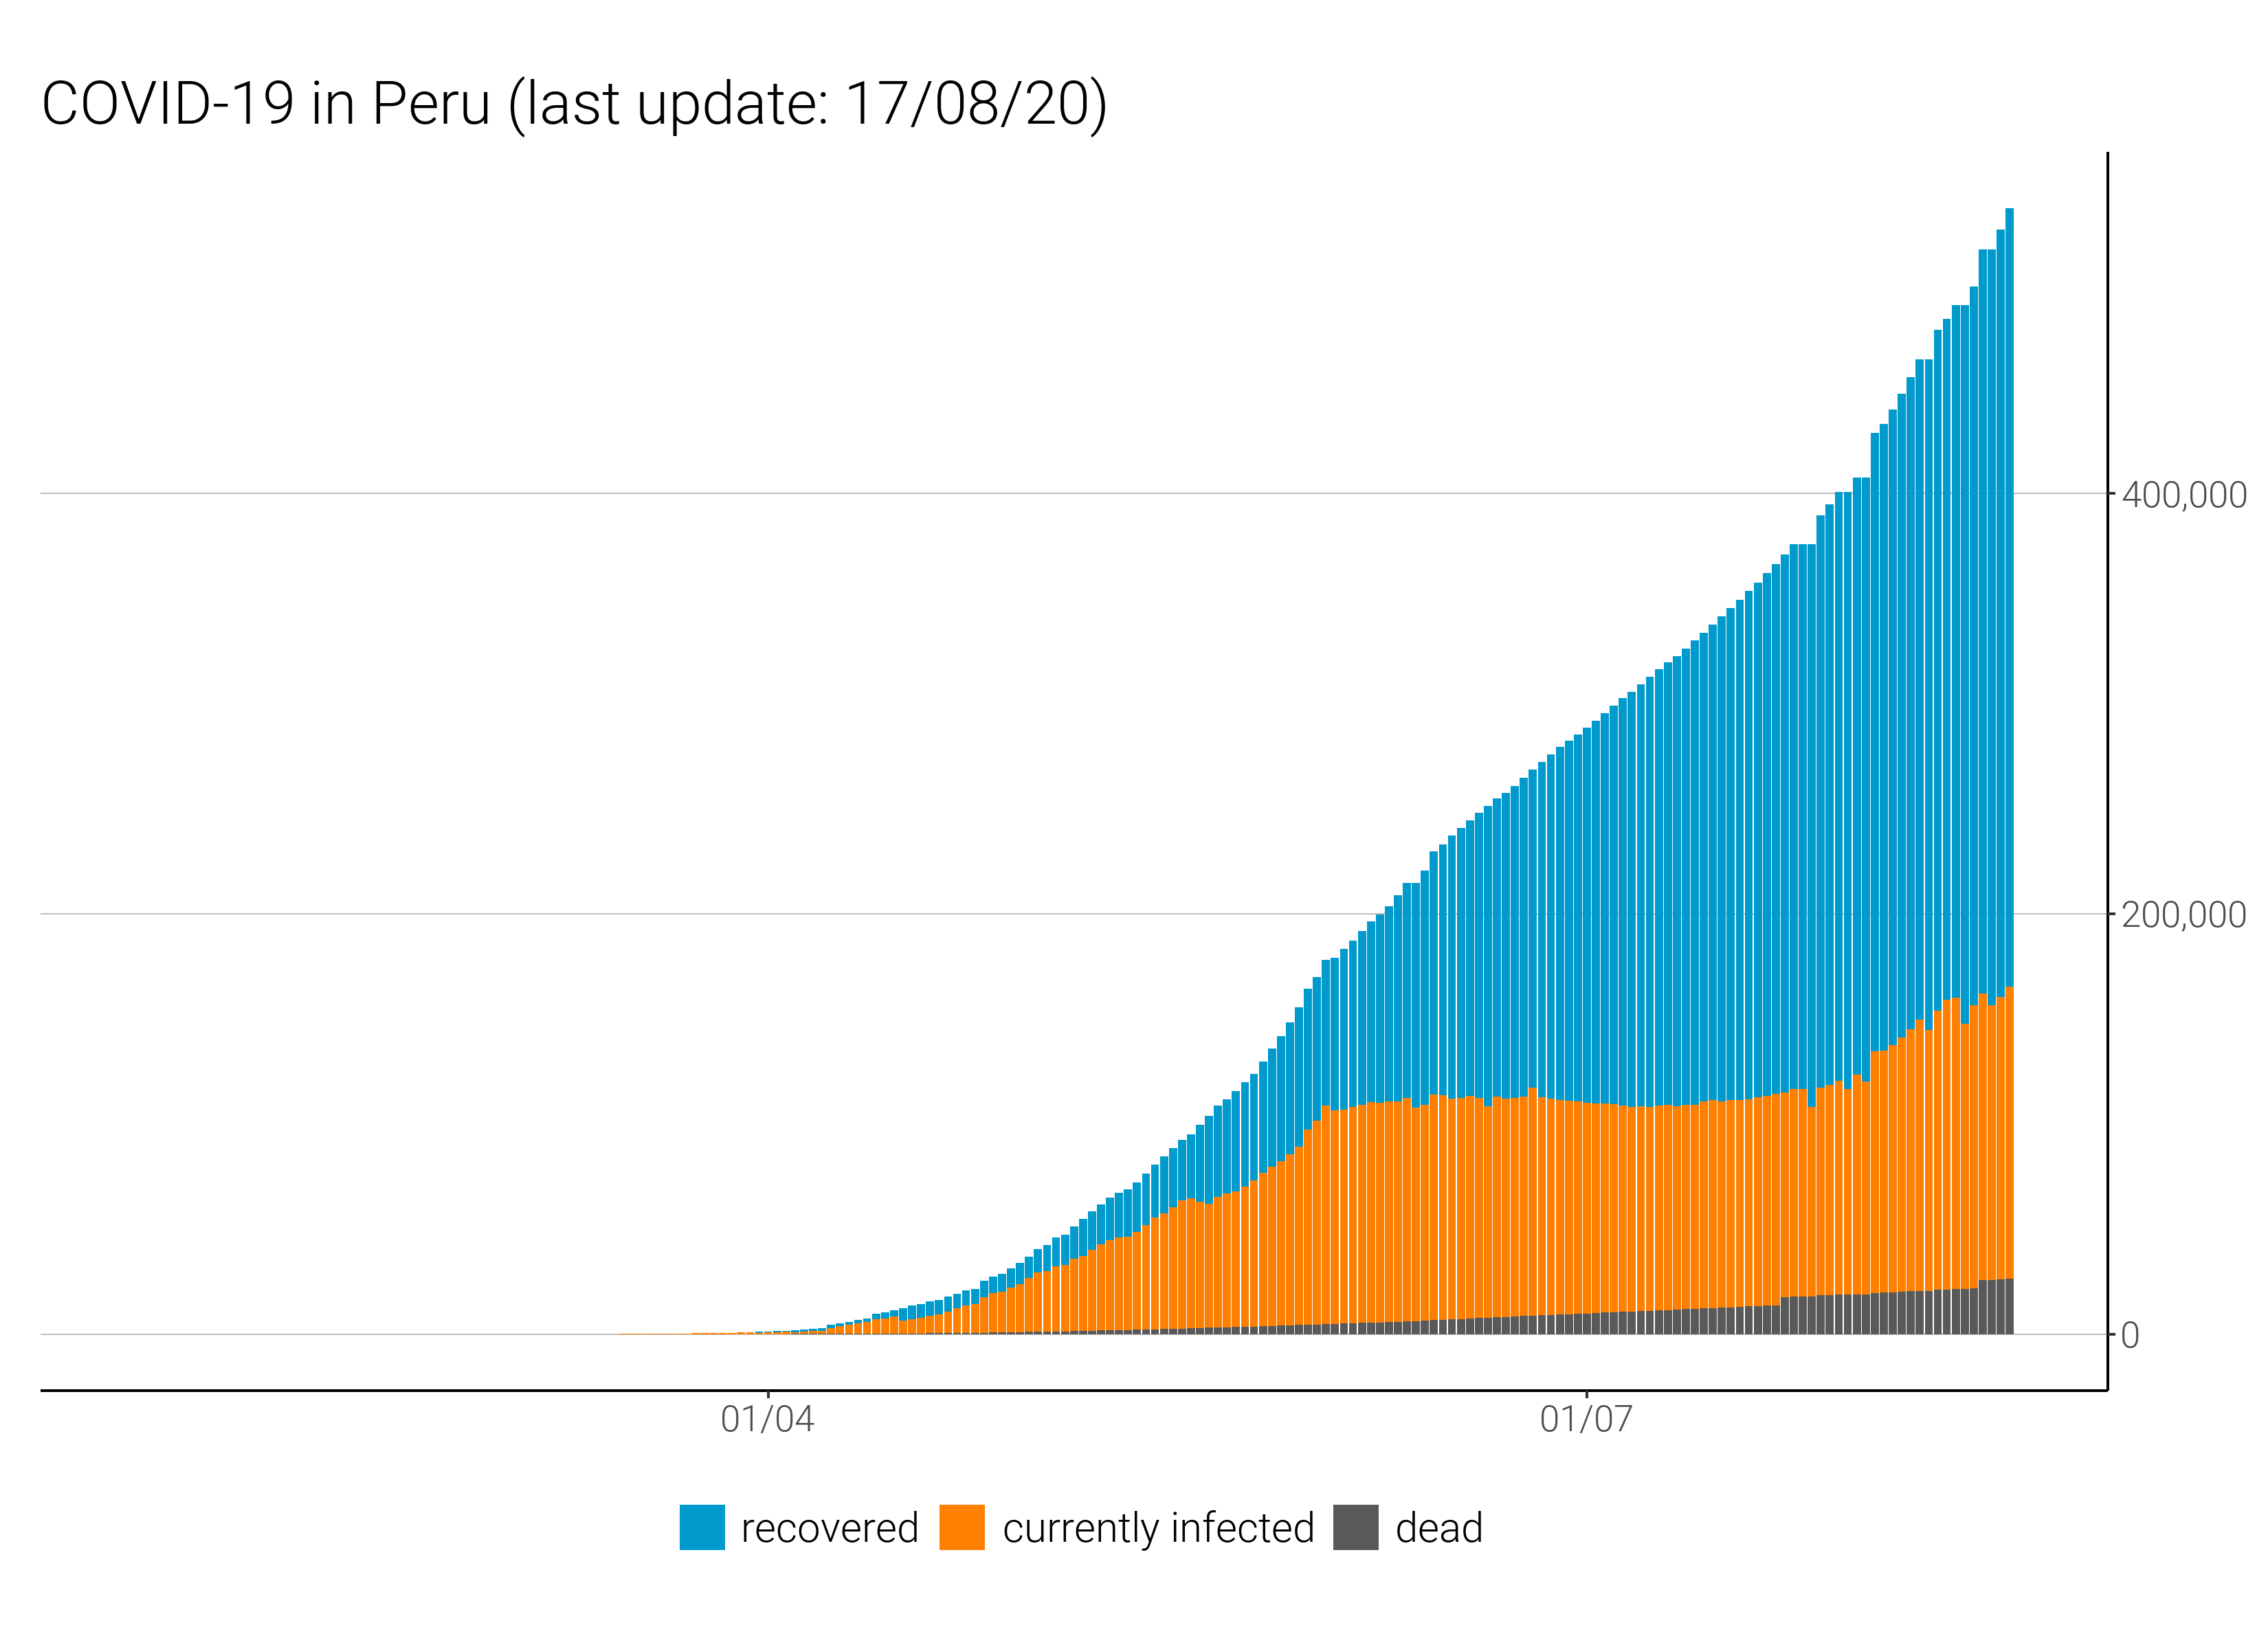 COVID-19 in Peru (last update: 17/08/20)
400,000
200,000
0
01/04 01/07
recovered currently infected dead